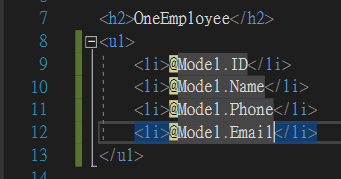 7 <h2>OneEmployee</h2>
8 <ul>
9 <li>@Model.ID</li>
10 <li>@Model.Name</li>
11 <li>@Model.Phone</li>
12 <li>@Model.Email</li>
13 </ul>